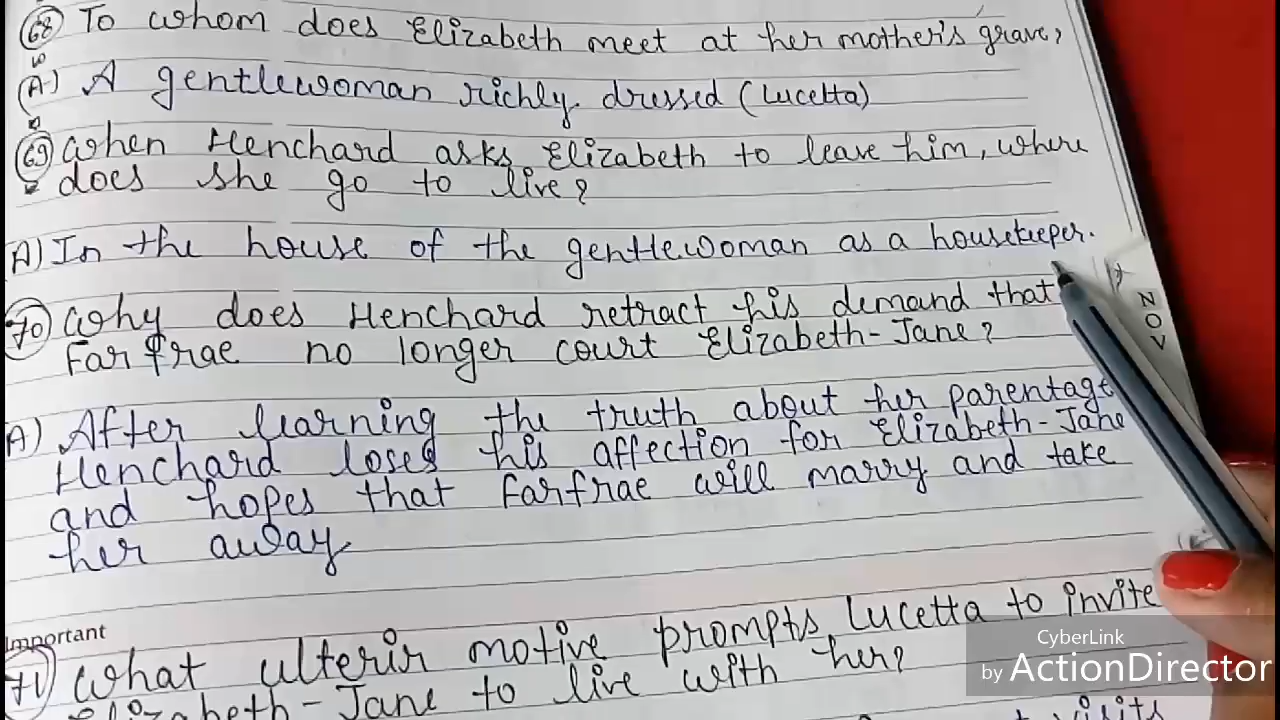 68 To whom does Elizabeth meet at her mother's grave?
A) A gentlewoman richly dressed (Lucetta)
69 When Henchard asks Elizabeth to leave him, where
does she go to live?
A) In the house of the gentlewoman as a housekeeper.
70 Why does Henchard retract his demand that
Farfrae no longer court Elizabeth-Jane?
A) After learning the truth about her parentage
Henchard loses his affection for Elizabeth-Jane
and hopes that Farfrae will marry and take
her away
NOV
Important
71 What ulterir motive prompts Lucetta to invite
Elizabeth-Jane to live with her?
visits
CyberLink
by ActionDirector